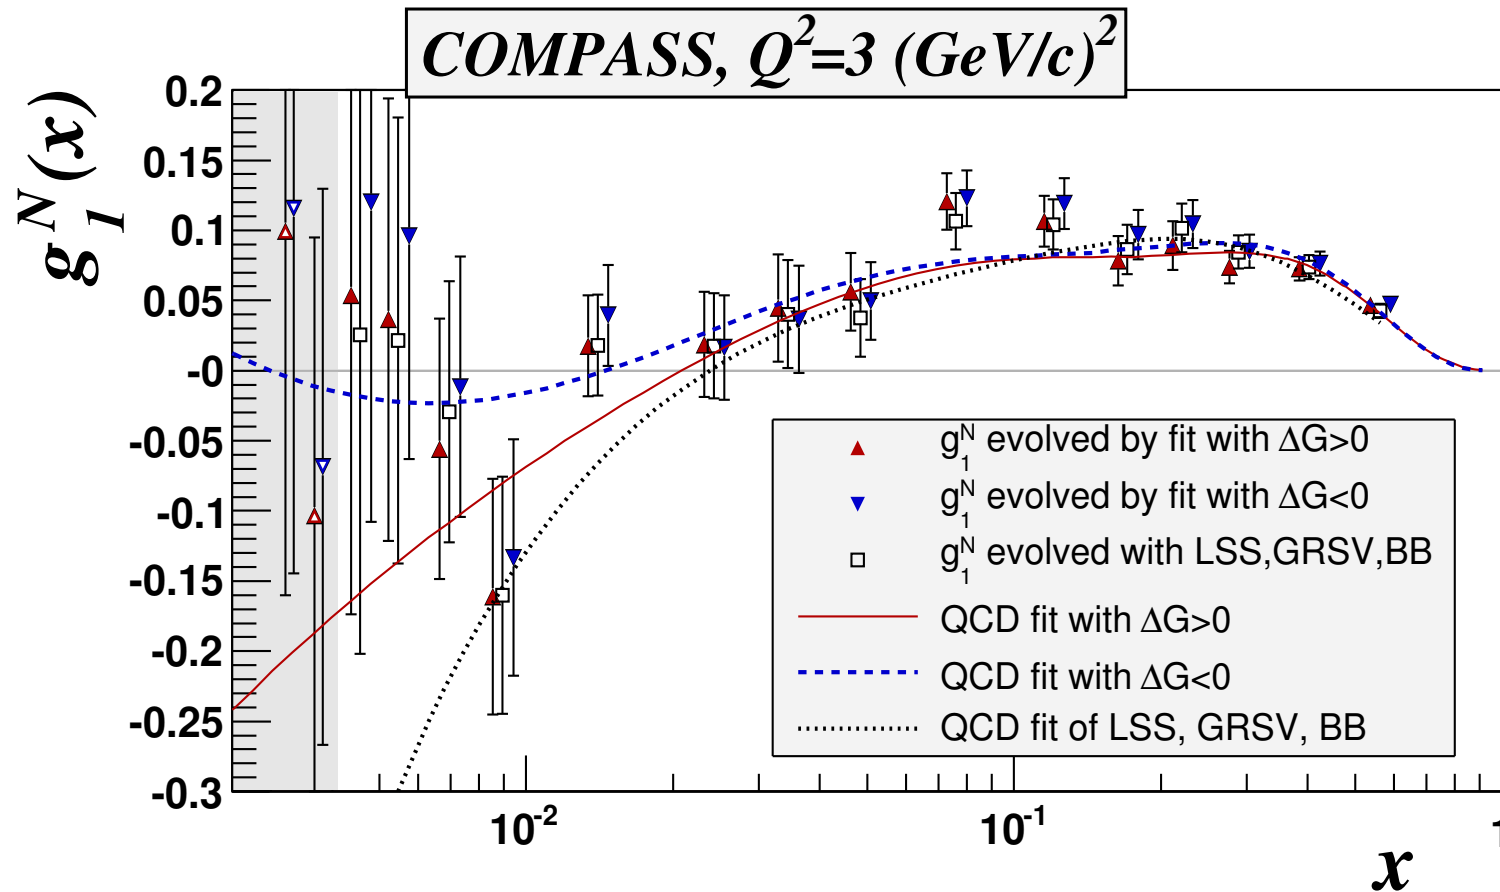 COMPASS, Q²=3 (GeV/c)²
g₁ᴺ(x)
0.2
0.15
0.1
0.05
-0
-0.05
-0.1
-0.15
-0.2
-0.25
-0.3
g₁ᴺ evolved by fit with ΔG>0
g₁ᴺ evolved by fit with ΔG<0
g₁ᴺ evolved with LSS,GRSV,BB
QCD fit with ΔG>0
QCD fit with ΔG<0
QCD fit of LSS, GRSV, BB
10⁻² 10⁻¹ 1
x